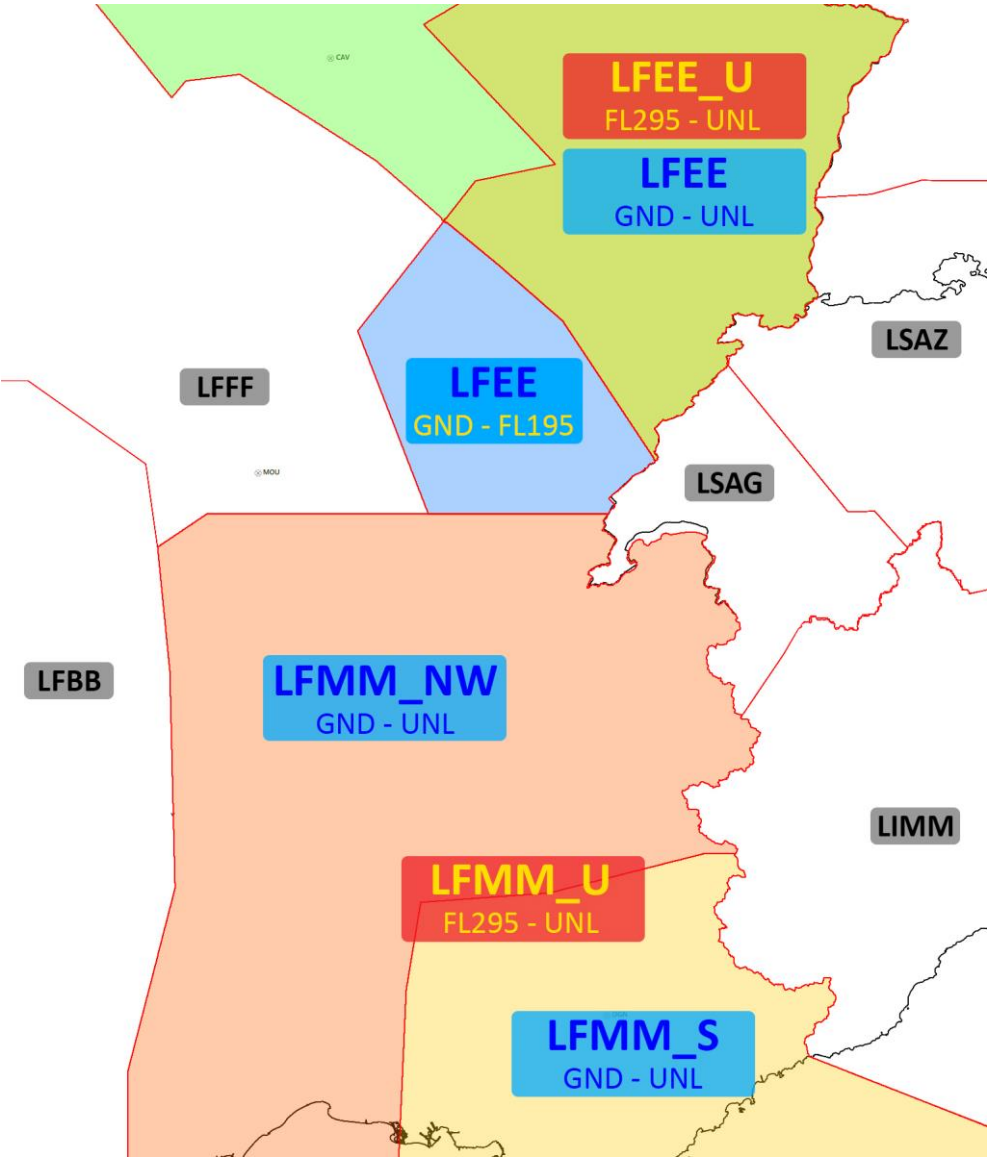 CAV
LFEE_U
FL295 - UNL
LFEE
GND - UNL
LSAZ
LFFF
LFEE
GND - FL195
MOU
LSAG
LFBB
LFMM_NW
GND - UNL
LIMM
LFMM_U
FL295 - UNL
LFMM_S
GND - UNL